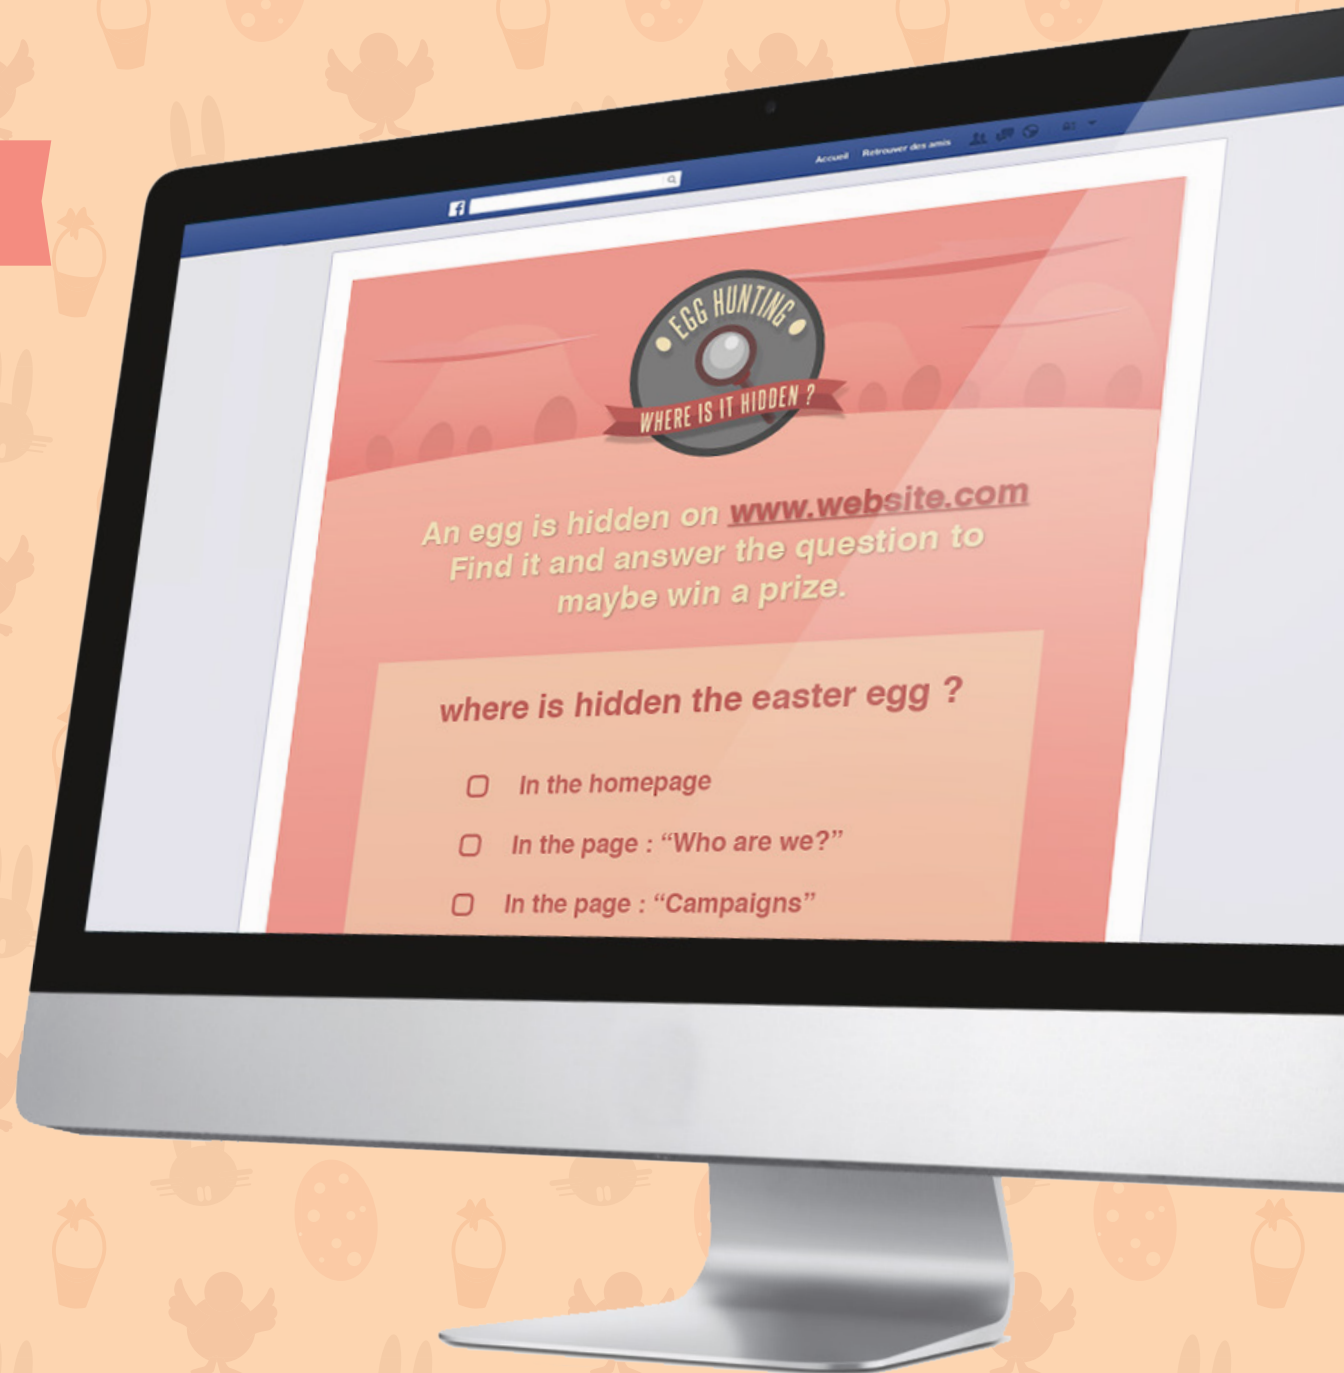 Accueil Retrouver des amis
EGG HUNTING
WHERE IS IT HIDDEN ?
An egg is hidden on www.website.com
Find it and answer the question to
maybe win a prize.
where is hidden the easter egg ?
In the homepage
In the page : “Who are we?”
In the page : “Campaigns”